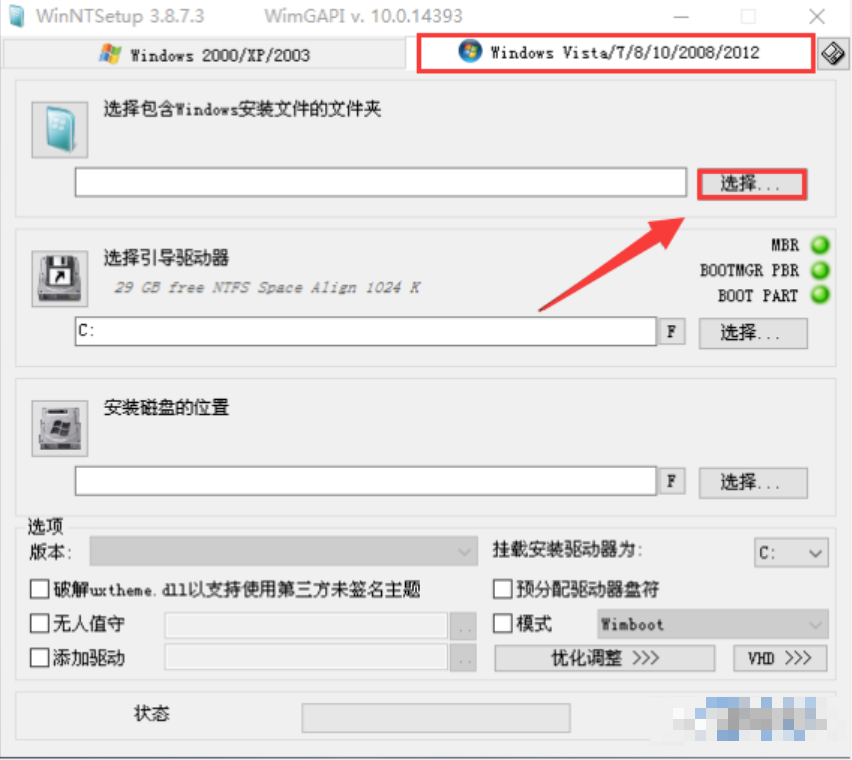 WinNTSetup 3.8.7.3 WimGAPI v. 10.0.14393
Windows 2000/XP/2003 Windows Vista/7/8/10/2008/2012
选择包含Windows安装文件的文件夹
选择...
选择引导驱动器
29 GB free NTFS Space Align 1024 K
MBR
BOOTMGR PBR
BOOT PART
C: F 选择...
安装磁盘的位置
F 选择...
选项
版本: 挂载安装驱动器为: C:
破解uxtheme.dll以支持使用第三方未签名主题 预分配驱动器盘符
无人值守 .. 模式 Wimboot
添加驱动 .. 优化调整 >>> VHD >>>
状态